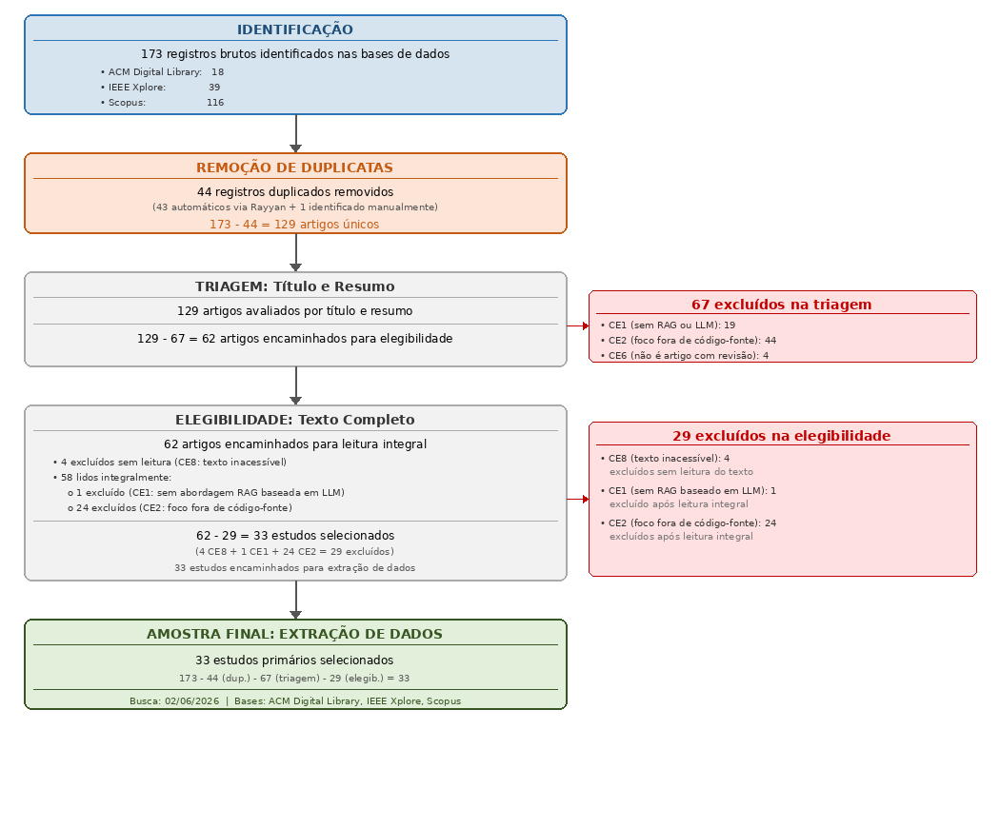 IDENTIFICAÇÃO
173 registros brutos identificados nas bases de dados
• ACM Digital Library: 18
• IEEE Xplore: 39
• Scopus: 116
REMOÇÃO DE DUPLICATAS
44 registros duplicados removidos
(43 automáticos via Rayyan + 1 identificado manualmente)
173 - 44 = 129 artigos únicos
TRIAGEM: Título e Resumo
129 artigos avaliados por título e resumo
129 - 67 = 62 artigos encaminhados para elegibilidade
67 excluídos na triagem
• CE1 (sem RAG ou LLM): 19
• CE2 (foco fora de código-fonte): 44
• CE6 (não é artigo com revisão): 4
ELEGIBILIDADE: Texto Completo
62 artigos encaminhados para leitura integral
• 4 excluídos sem leitura (CE8: texto inacessível)
• 58 lidos integralmente:
o 1 excluído (CE1: sem abordagem RAG baseada em LLM)
o 24 excluídos (CE2: foco fora de código-fonte)
62 - 29 = 33 estudos selecionados
(4 CE8 + 1 CE1 + 24 CE2 = 29 excluídos)
33 estudos encaminhados para extração de dados
29 excluídos na elegibilidade
• CE8 (texto inacessível): 4
excluídos sem leitura do texto
• CE1 (sem RAG baseado em LLM): 1
excluído após leitura integral
• CE2 (foco fora de código-fonte): 24
excluídos após leitura integral
AMOSTRA FINAL: EXTRAÇÃO DE DADOS
33 estudos primários selecionados
173 - 44 (dup.) - 67 (triagem) - 29 (elegib.) = 33
Busca: 02/06/2026 | Bases: ACM Digital Library, IEEE Xplore, Scopus